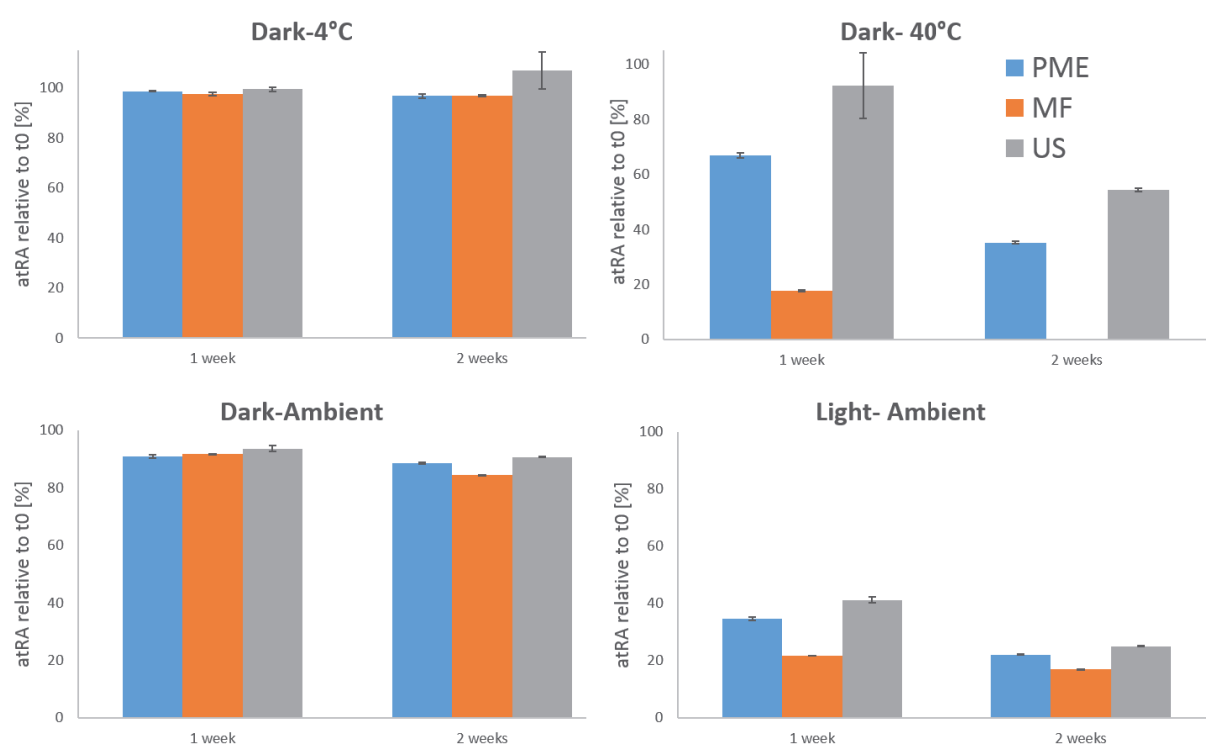 Dark-4°C
atRA relative to t0 [%]
100
80
60
40
20
0
1 week
2 weeks
Dark- 40°C
atRA relative to t0 [%]
100
80
60
40
20
0
1 week
2 weeks
PME
MF
US
Dark-Ambient
atRA relative to t0 [%]
100
80
60
40
20
0
1 week
2 weeks
Light- Ambient
atRA relative to t0 [%]
100
80
60
40
20
0
1 week
2 weeks